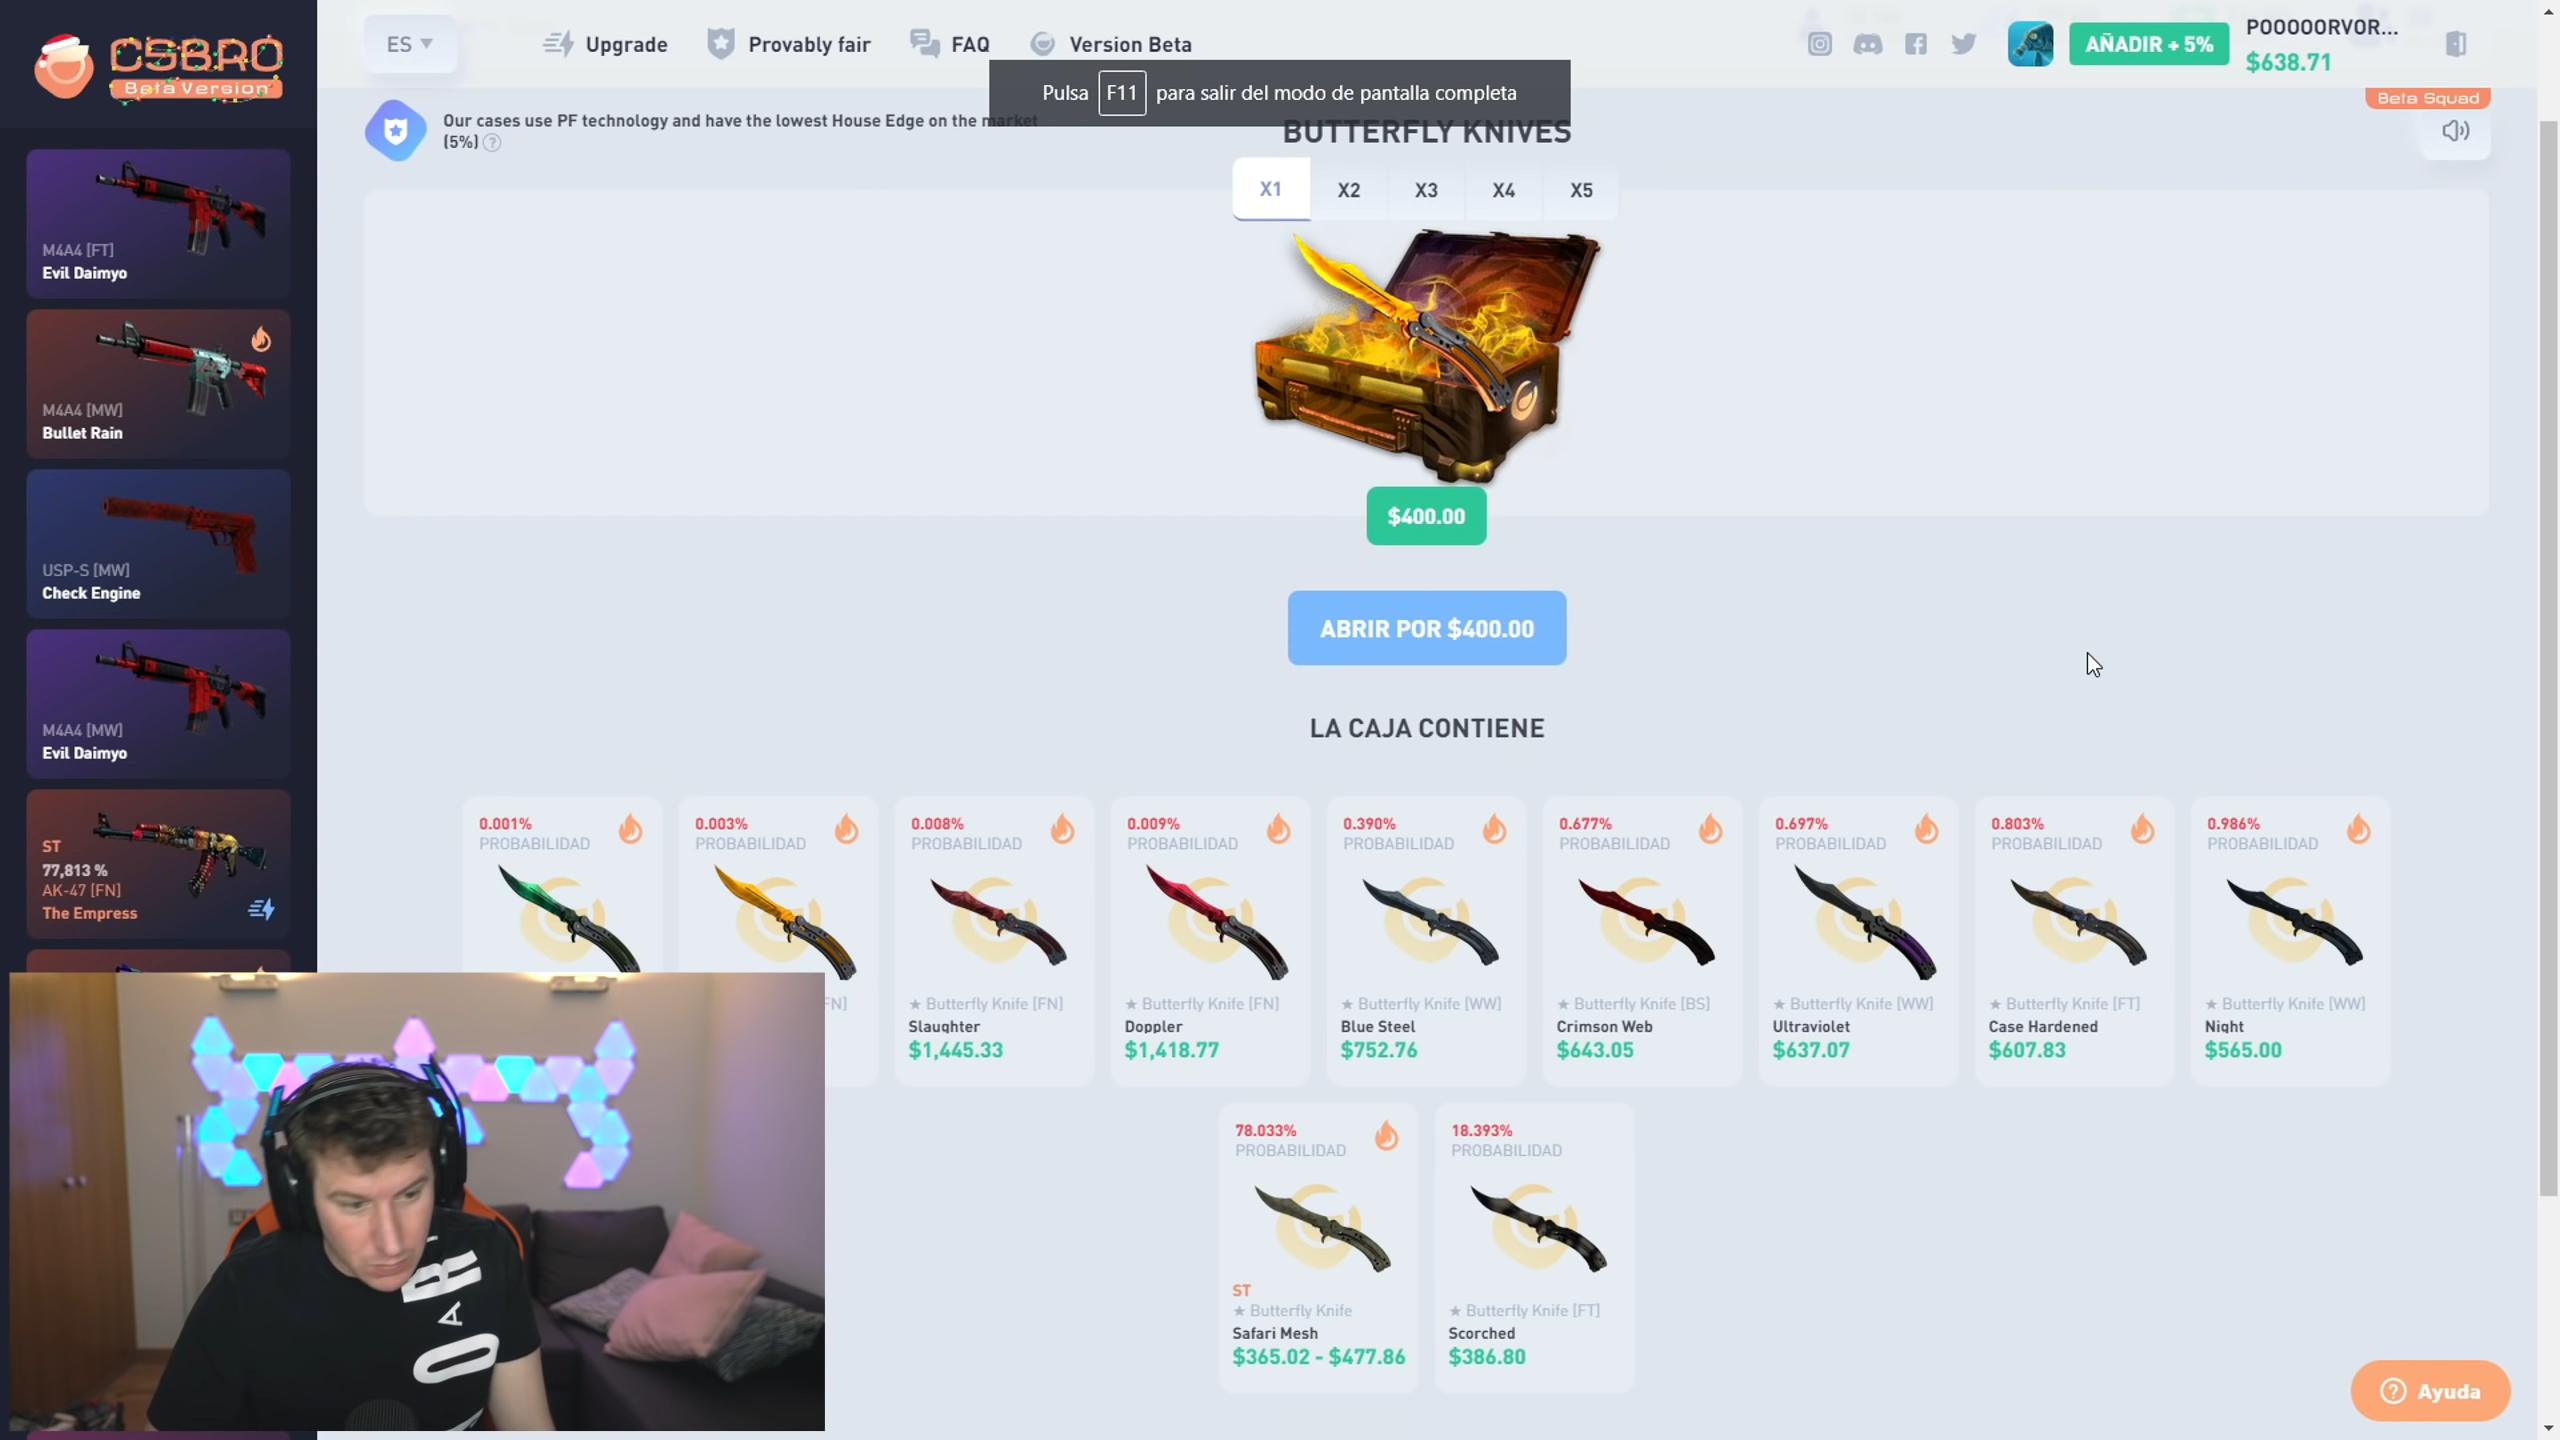 CSBRO
Beta Version
ES
Upgrade
Provably fair
FAQ
Version Beta
AÑADIR + 5%
POOOOORVOR...
$638.71
Pulsa F11 para salir del modo de pantalla completa
Beta Squad
Our cases use PF technology and have the lowest House Edge on the market
(5%) ?
BUTTERFLY KNIVES
X1
X2
X3
X4
X5
$400.00
ABRIR POR $400.00
LA CAJA CONTIENE
M4A4 [FT]
Evil Daimyo
M4A4 [MW]
Bullet Rain
USP-S [MW]
Check Engine
M4A4 [MW]
Evil Daimyo
ST
77,813 %
AK-47 [FN]
The Empress
0.001%
PROBABILIDAD
0.003%
PROBABILIDAD
FN]
0.008%
PROBABILIDAD
★ Butterfly Knife [FN]
Slaughter
$1,445.33
0.009%
PROBABILIDAD
★ Butterfly Knife [FN]
Doppler
$1,418.77
0.390%
PROBABILIDAD
★ Butterfly Knife [WW]
Blue Steel
$752.76
0.677%
PROBABILIDAD
★ Butterfly Knife [BS]
Crimson Web
$643.05
0.697%
PROBABILIDAD
★ Butterfly Knife [WW]
Ultraviolet
$637.07
0.803%
PROBABILIDAD
★ Butterfly Knife [FT]
Case Hardened
$607.83
0.986%
PROBABILIDAD
★ Butterfly Knife [WW]
Night
$565.00
78.033%
PROBABILIDAD
ST
★ Butterfly Knife
Safari Mesh
$365.02 - $477.86
18.393%
PROBABILIDAD
★ Butterfly Knife [FT]
Scorched
$386.80
Ayuda